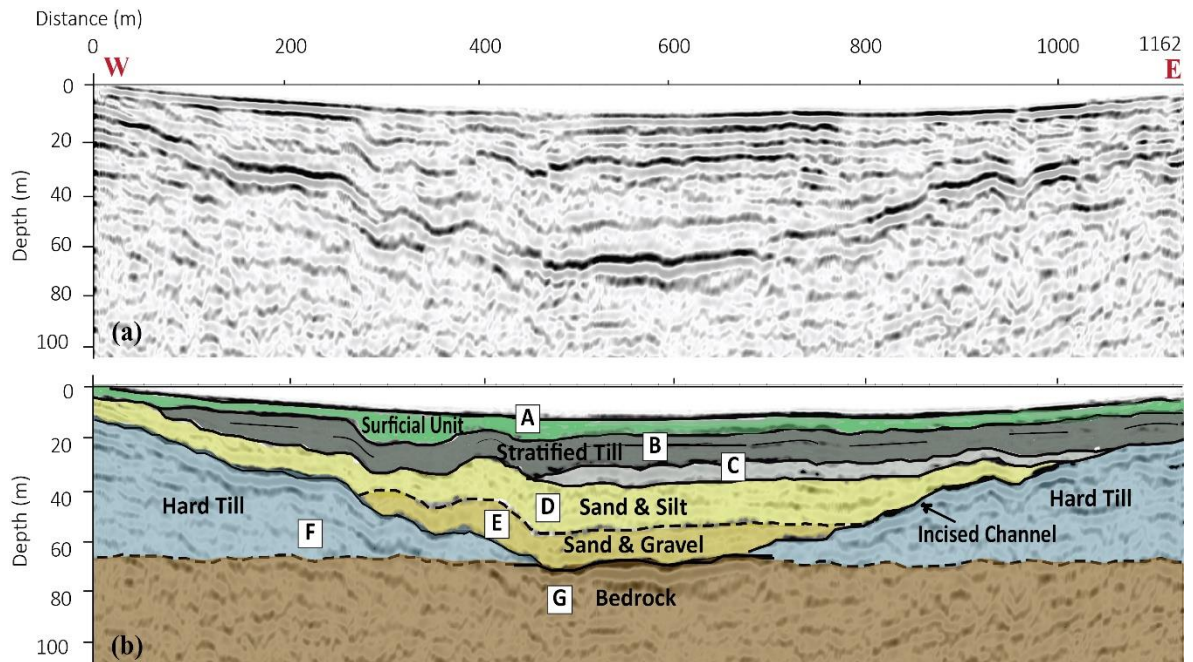 Distance (m)
0 200 400 600 800 1000 1162
W E
Depth (m)
0
20
40
60
80
100
(a)
Depth (m)
0
20
40
60
80
100
A
Surficial Unit
B
Stratified Till
C
D
Sand & Silt
Hard Till
Hard Till
E
F
Sand & Gravel
Incised Channel
G
Bedrock
(b)